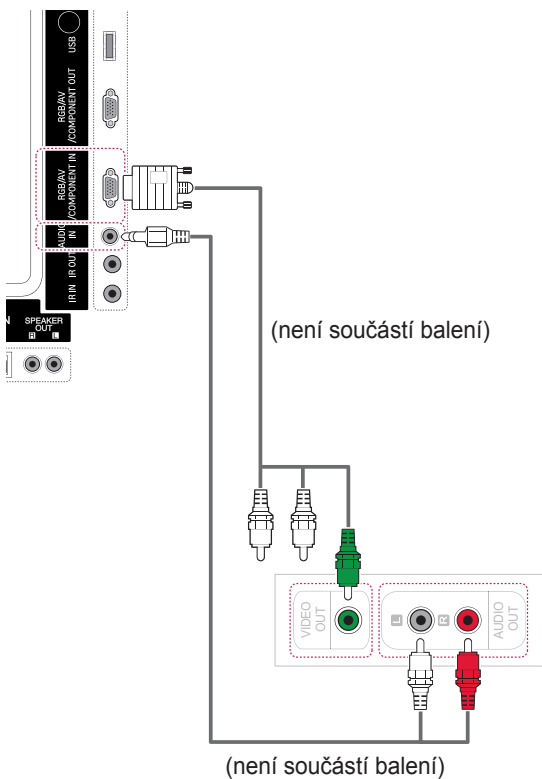 USB
RGB/AV
/COMPONENT OUT
RGB/AV
/COMPONENT IN
AUDIO
IN
IR OUT
IR IN
N
SPEAKER
OUT
R L
(není součástí balení)
VIDEO
OUT
L R
AUDIO
OUT
(není součástí balení)